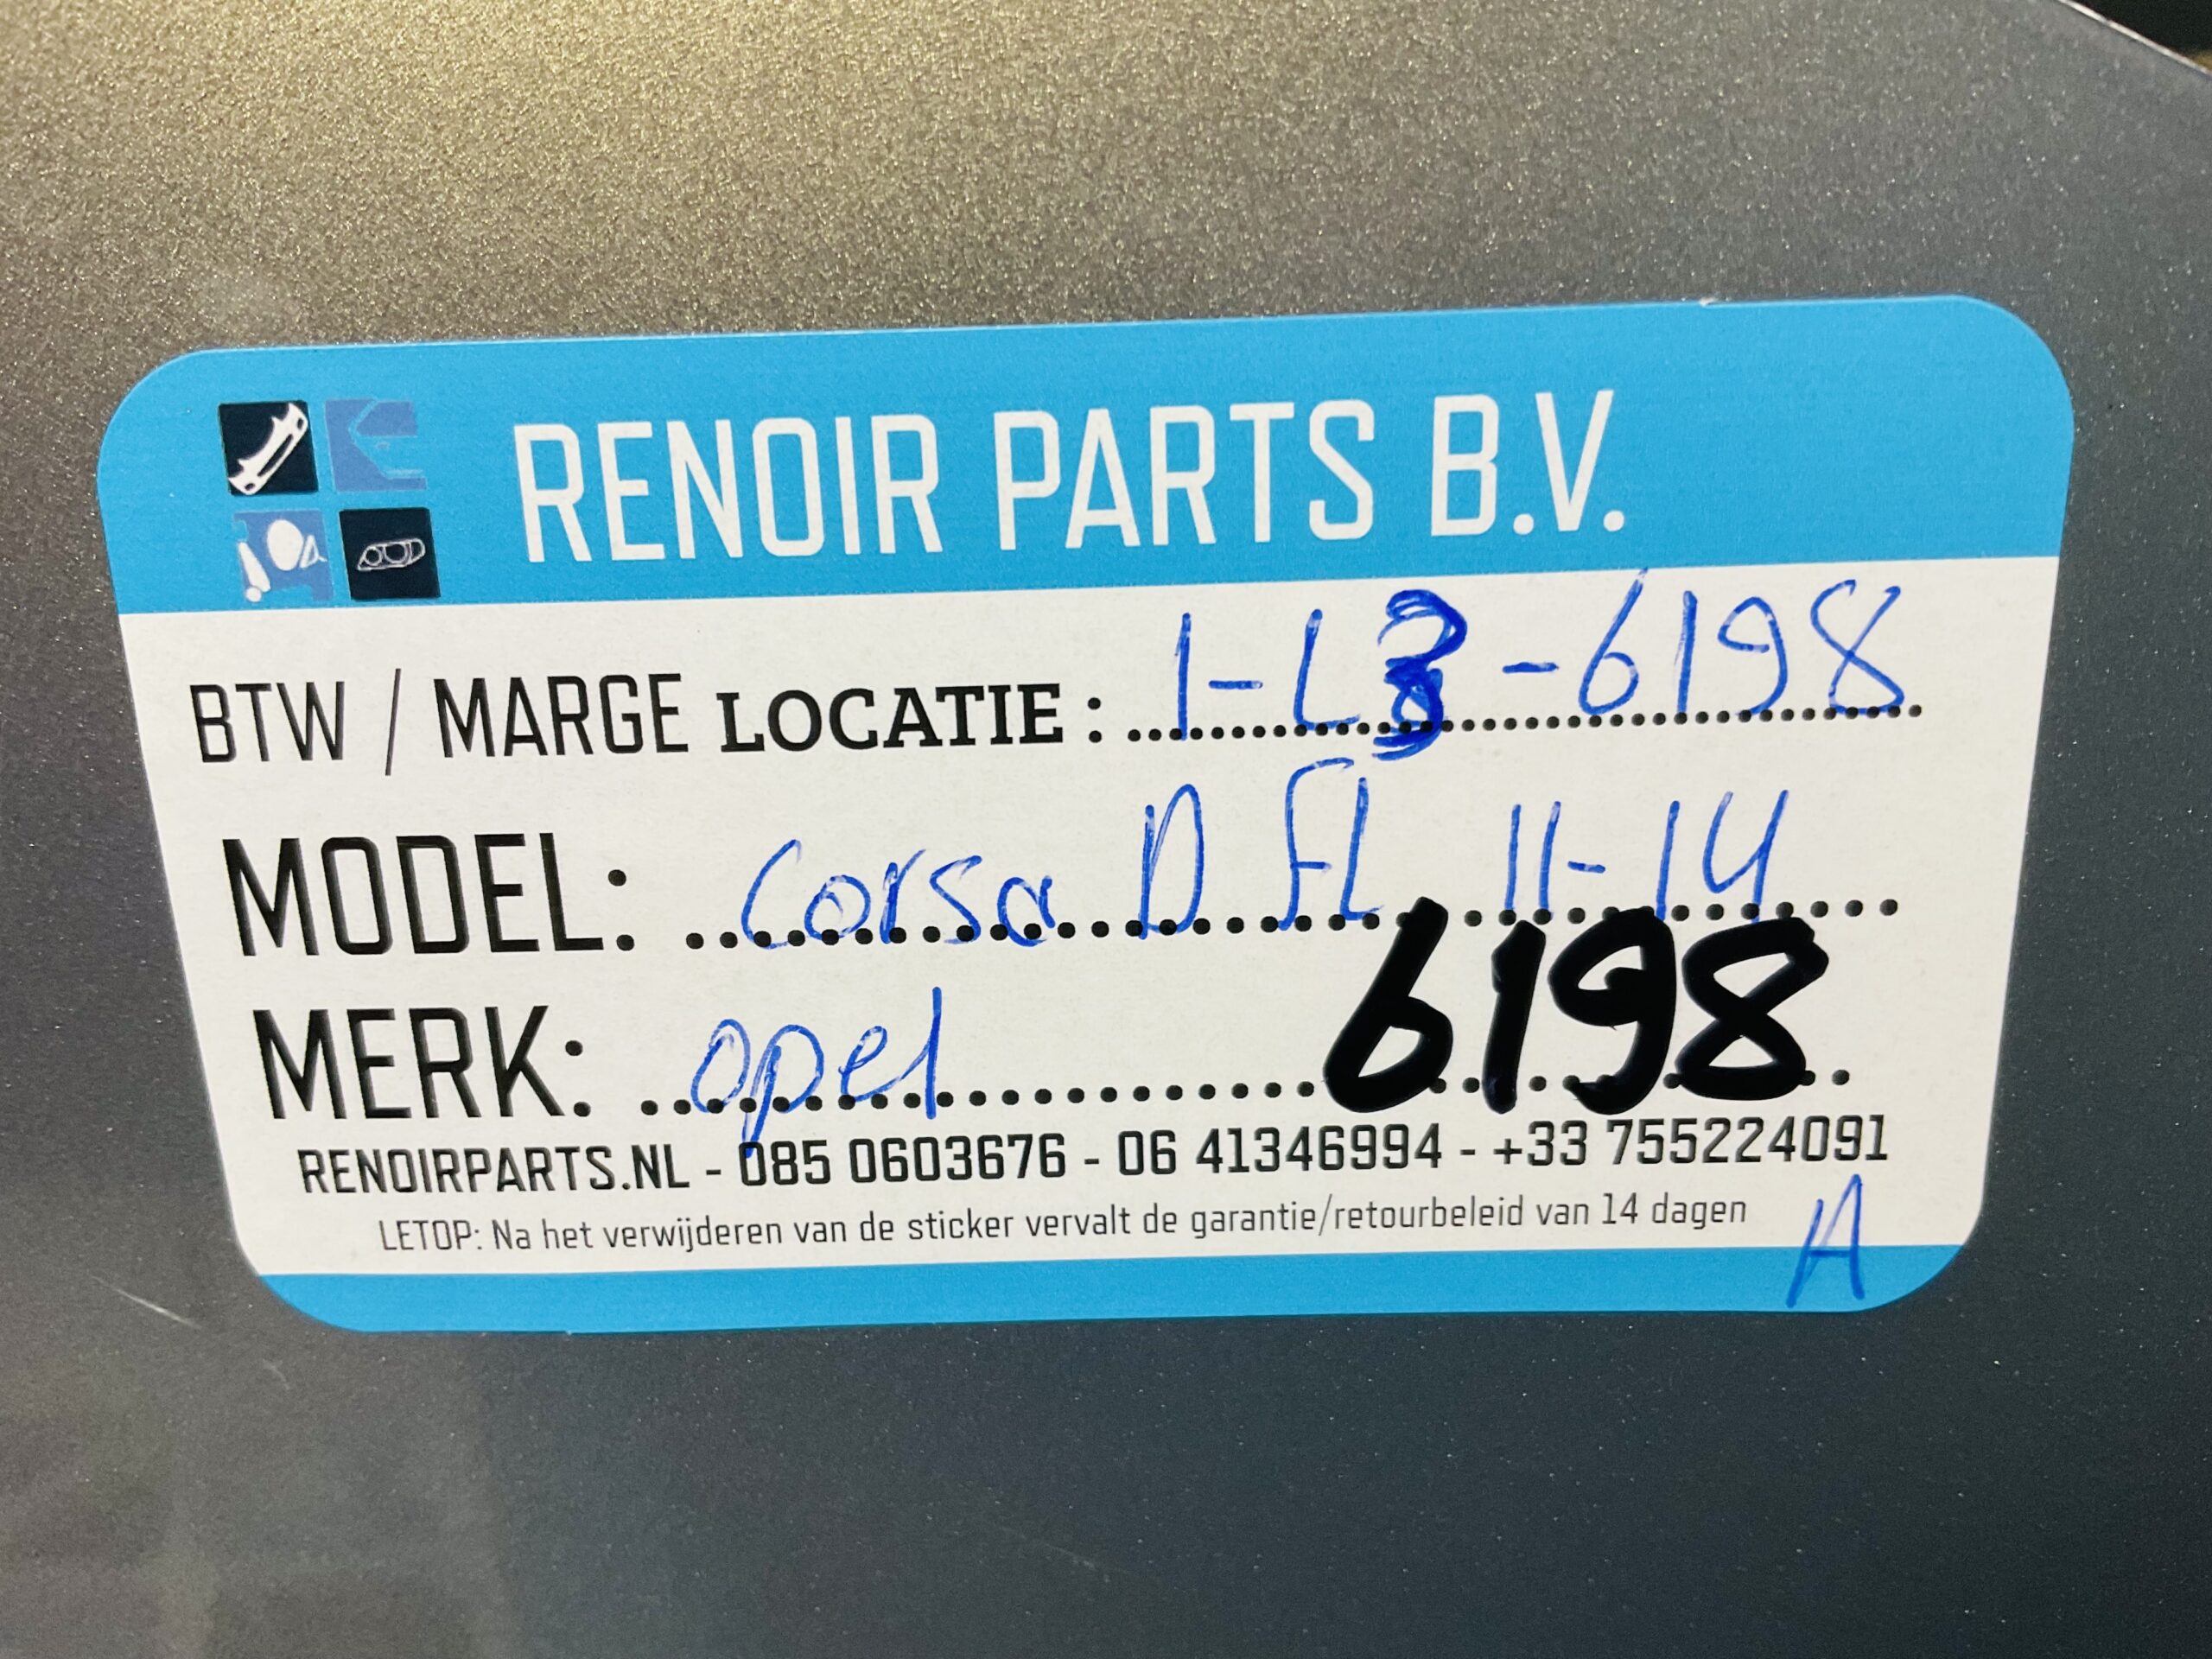 RENOIR PARTS B.V.
BTW / MARGE LOCATIE : 1-L3-6198
MODEL: Corsa D FL 11-14
MERK: opel 6198
RENOIRPARTS.NL - 085 0603676 - 06 41346994 - +33 755224091
LETOP: Na het verwijderen van de sticker vervalt de garantie/retourbeleid van 14 dagen
A